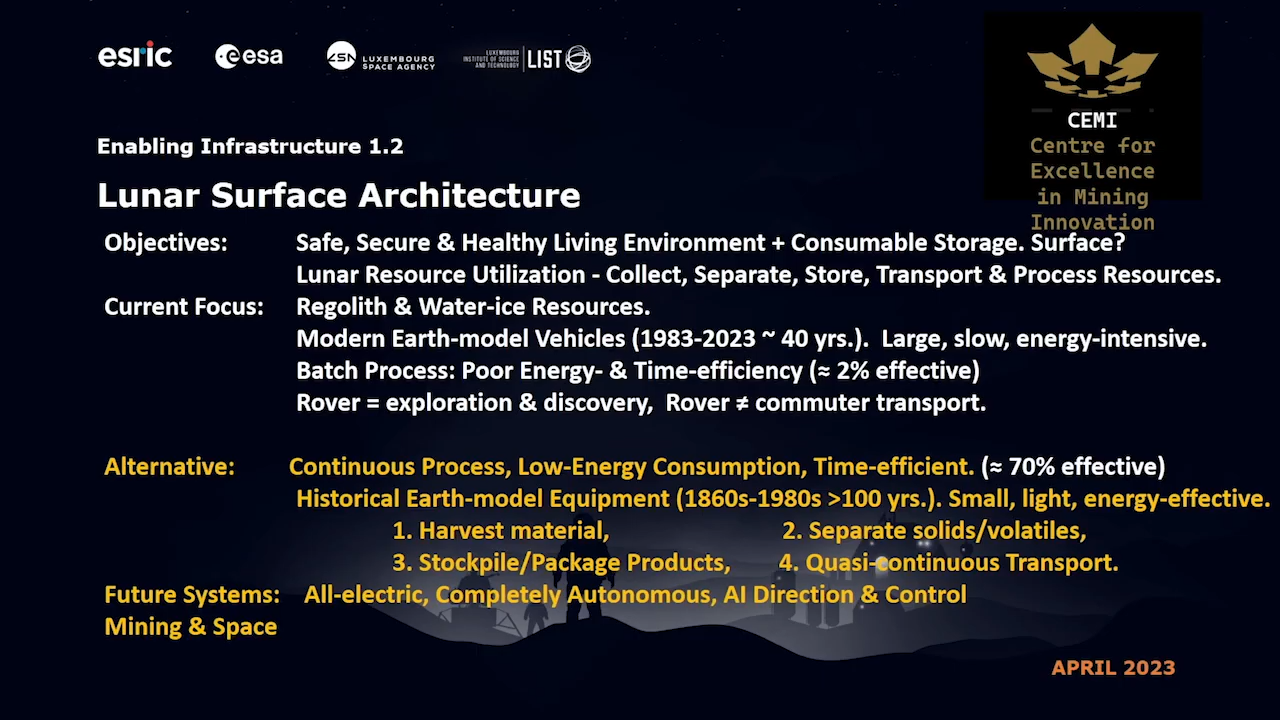 esric
esa
LSA LUXEMBOURG SPACE AGENCY
LUXEMBOURG INSTITUTE OF SCIENCE AND TECHNOLOGY LIST
CEMI
Centre for
Excellence
in Mining
Innovation
Enabling Infrastructure 1.2
Lunar Surface Architecture
Objectives: Safe, Secure & Healthy Living Environment + Consumable Storage. Surface?
Lunar Resource Utilization - Collect, Separate, Store, Transport & Process Resources.
Current Focus: Regolith & Water-ice Resources.
Modern Earth-model Vehicles (1983-2023 ~ 40 yrs.). Large, slow, energy-intensive.
Batch Process: Poor Energy- & Time-efficiency (≈ 2% effective)
Rover = exploration & discovery, Rover ≠ commuter transport.
Alternative: Continuous Process, Low-Energy Consumption, Time-efficient. (≈ 70% effective)
Historical Earth-model Equipment (1860s-1980s >100 yrs.). Small, light, energy-effective.
1. Harvest material, 2. Separate solids/volatiles,
3. Stockpile/Package Products, 4. Quasi-continuous Transport.
Future Systems: All-electric, Completely Autonomous, AI Direction & Control
Mining & Space
APRIL 2023